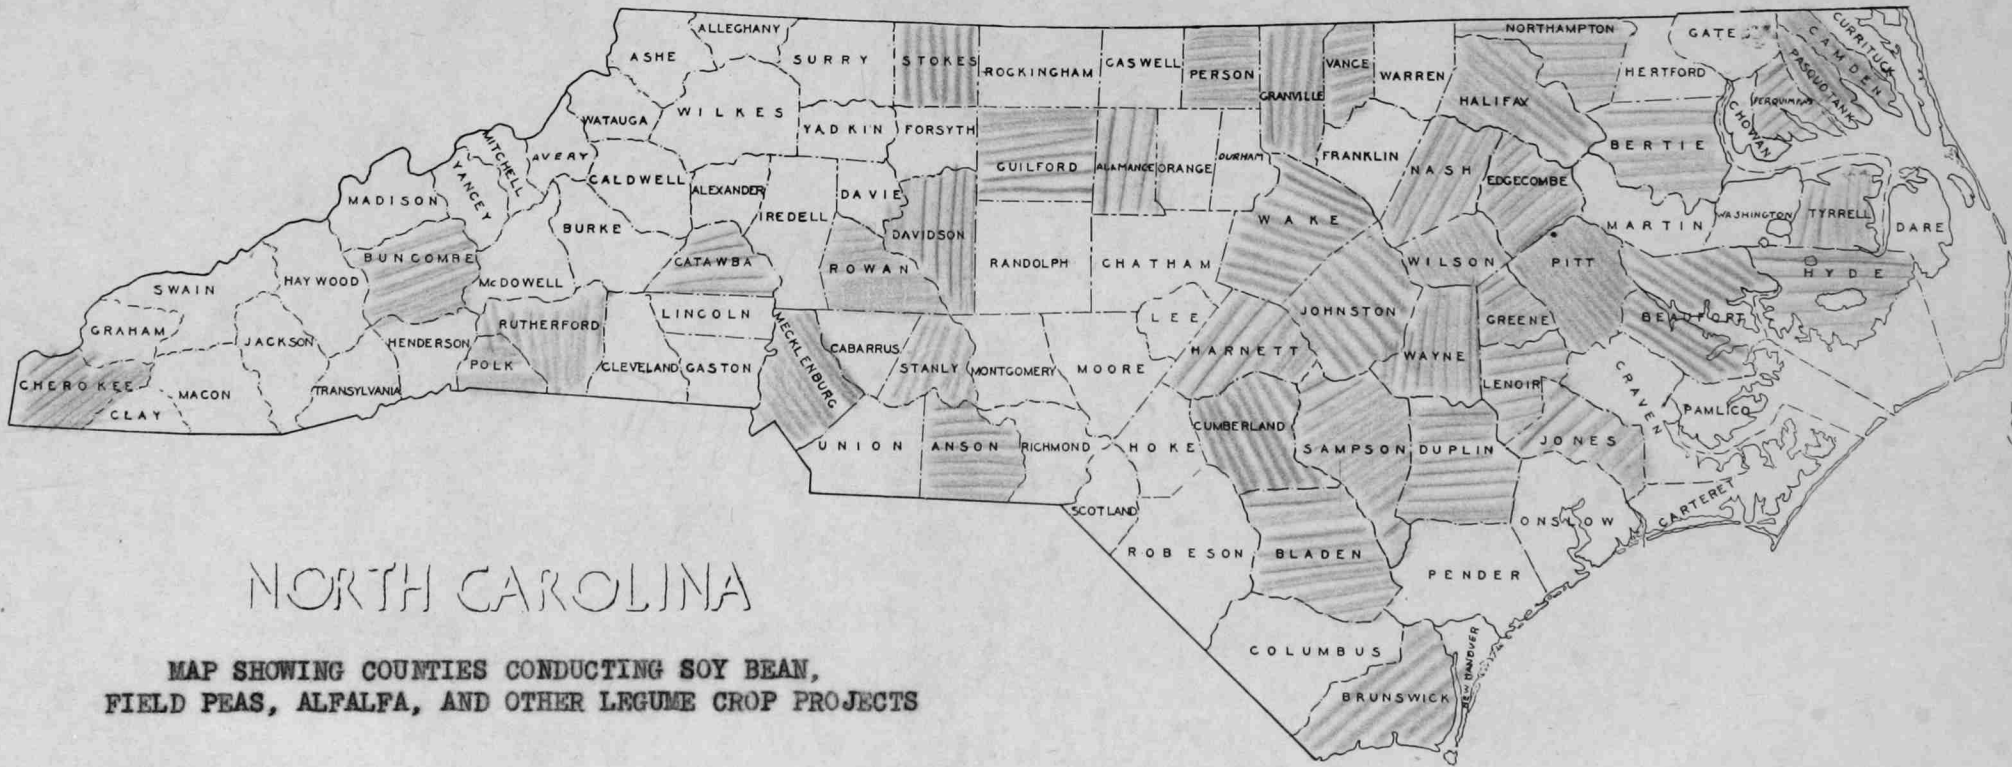 ALLEGHANY
ASHE
SURRY
STOKES
ROCKINGHAM
CASWELL
PERSON
GRANVILLE
VANCE
WARREN
NORTHAMPTON
HALIFAX
HERTFORD
GATES
CURRITUCK
CAMDEN
PASQUOTANK
PERQUIMANS
CHOWAN
WATAUGA
WILKES
YADKIN
FORSYTH
GUILFORD
ALAMANCE
ORANGE
DURHAM
FRANKLIN
NASH
EDGECOMBE
BERTIE
MITCHELL
AVERY
YANCEY
CALDWELL
ALEXANDER
IREDELL
DAVIE
DAVIDSON
MADISON
BURKE
WAKE
MARTIN
WASHINGTON
TYRRELL
DARE
BUNCOMBE
McDOWELL
CATAWBA
ROWAN
RANDOLPH
CHATHAM
WILSON
PITT
HYDE
SWAIN
HAYWOOD
GRAHAM
JACKSON
HENDERSON
RUTHERFORD
LINCOLN
MECKLENBURG
CABARRUS
STANLY
MONTGOMERY
MOORE
LEE
HARNETT
JOHNSTON
WAYNE
GREENE
BEAUFORT
CHEROKEE
CLAY
MACON
TRANSYLVANIA
POLK
CLEVELAND
GASTON
LENOIR
CRAVEN
PAMLICO
UNION
ANSON
RICHMOND
HOKE
CUMBERLAND
SAMPSON
DUPLIN
JONES
SCOTLAND
CARTERET
ONSLOW
ROBESON
BLADEN
PENDER
COLUMBUS
BRUNSWICK
NEW HANOVER
NORTH CAROLINA
MAP SHOWING COUNTIES CONDUCTING SOY BEAN,
FIELD PEAS, ALFALFA, AND OTHER LEGUME CROP PROJECTS